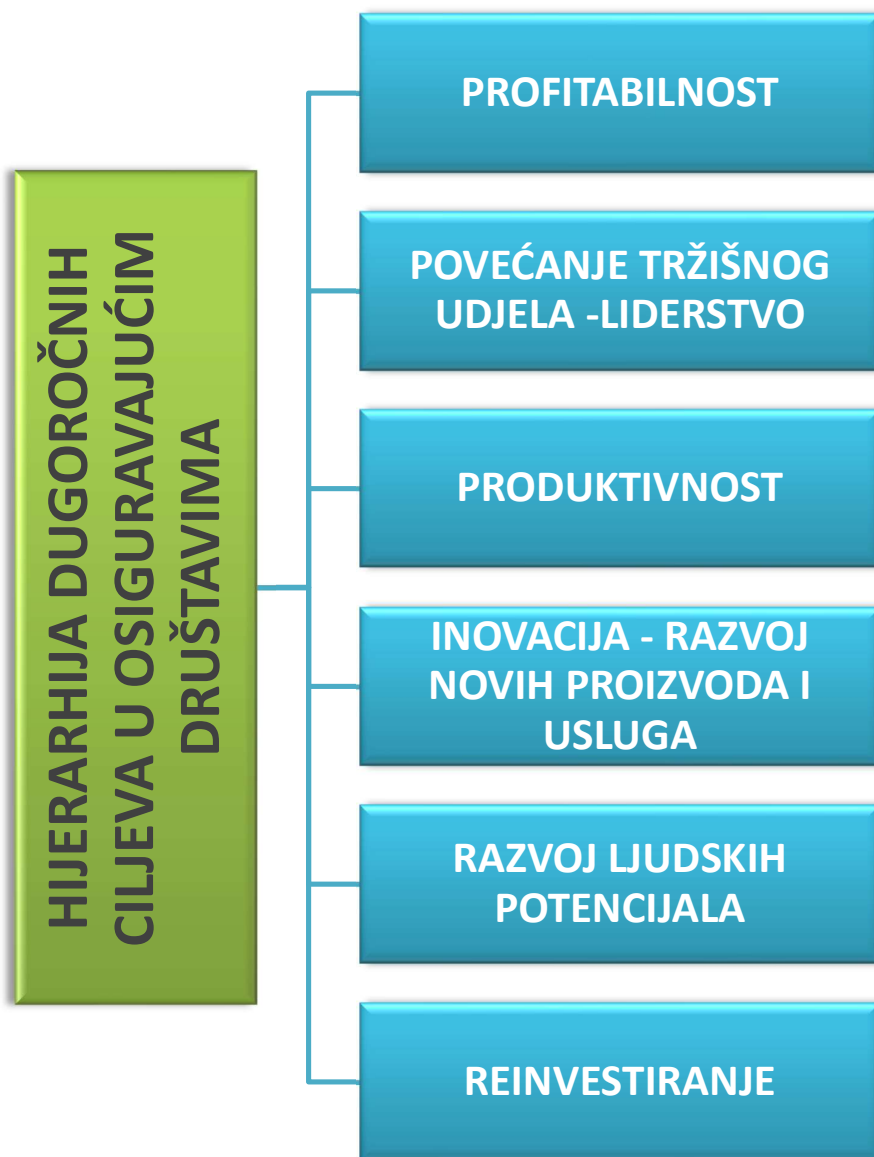 HIJERARHIJA DUGOROČNIH
CILJEVA U OSIGURAVAJUĆIM
DRUŠTAVIMA
PROFITABILNOST
POVEĆANJE TRŽIŠNOG
UDJELA -LIDERSTVO
PRODUKTIVNOST
INOVACIJA - RAZVOJ
NOVIH PROIZVODA I
USLUGA
RAZVOJ LJUDSKIH
POTENCIJALA
REINVESTIRANJE